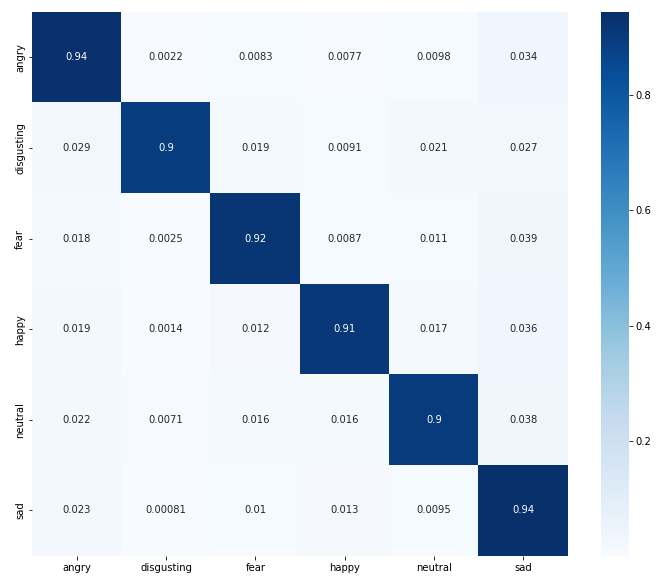 angry 0.94 0.0022 0.0083 0.0077 0.0098 0.034
disgusting 0.029 0.9 0.019 0.0091 0.021 0.027
fear 0.018 0.0025 0.92 0.0087 0.011 0.039
happy 0.019 0.0014 0.012 0.91 0.017 0.036
neutral 0.022 0.0071 0.016 0.016 0.9 0.038
sad 0.023 0.00081 0.01 0.013 0.0095 0.94
angry disgusting fear happy neutral sad
0.8
0.6
0.4
0.2